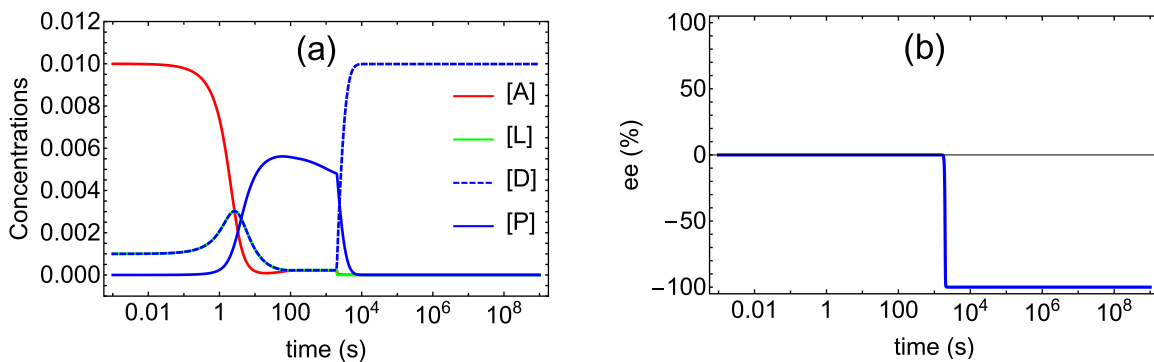 (a)
Concentrations
0.012
0.010
0.008
0.006
0.004
0.002
0.000
[A]
[L]
[D]
[P]
0.01
1
100
10⁴
10⁶
10⁸
time (s)
(b)
ee (%)
100
50
0
−50
−100
0.01
1
100
10⁴
10⁶
10⁸
time (s)